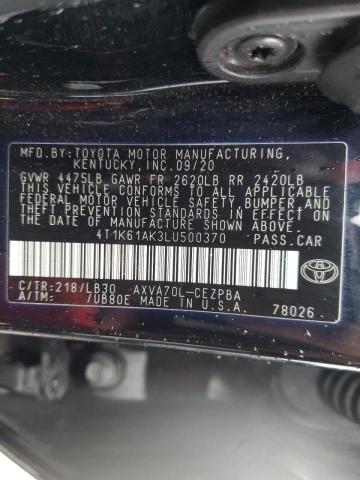 MFD.BY:TOYOTA MOTOR MANUFACTURING,
KENTUCKY,INC.09/20
GVWR 4475LB GAWR FR 2620LB RR 2420LB
THIS VEHICLE CONFORMS TO ALL APPLICABLE
FEDERAL MOTOR VEHICLE SAFETY,BUMPER,AND
THEFT PREVENTION STANDARDS IN EFFECT ON THE
DATE OF MANUFACTURE SHOWN ABOVE.
4T1K61AK3LU500370 PASS.CAR
C/TR:218/LB30 AXVA70L-CEZPBA
A/TM: /UB80E MADE IN U.S.A.
78026